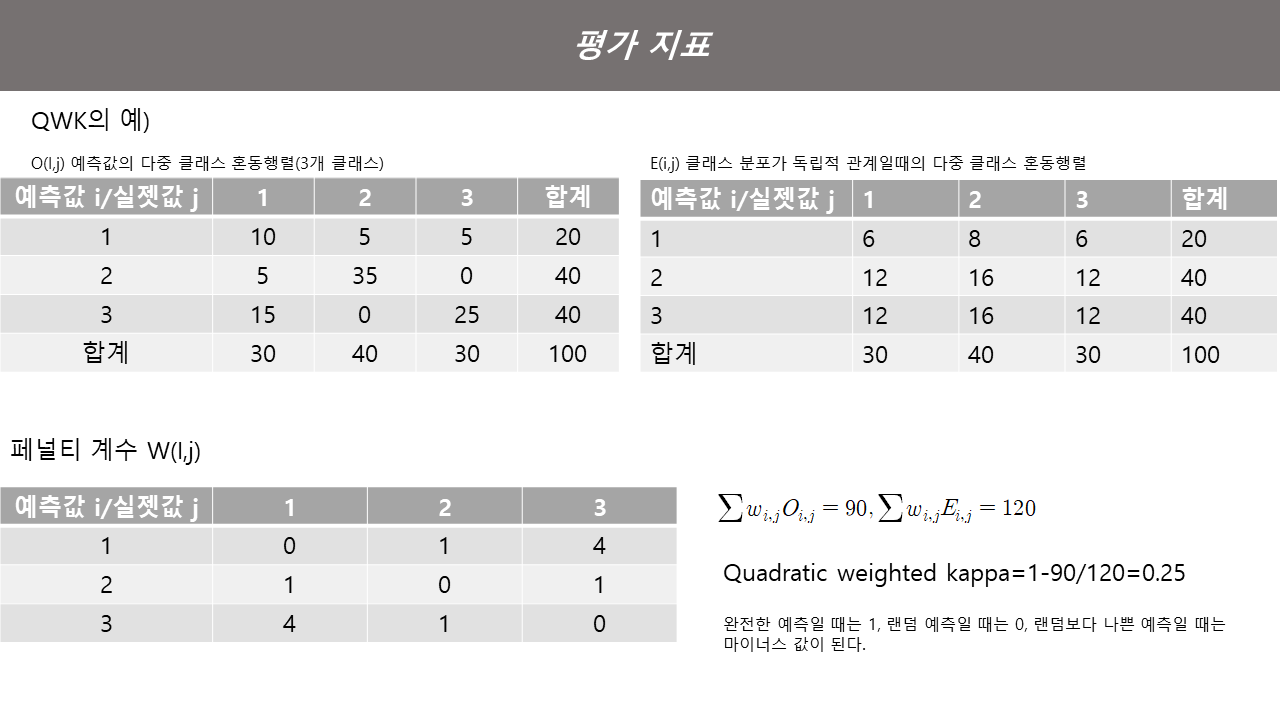 평가 지표
QWK의 예)
O(I,j) 예측값의 다중 클래스 혼동행렬(3개 클래스)
예측값 i/실젯값 j 1 2 3 합계
1 10 5 5 20
2 5 35 0 40
3 15 0 25 40
합계 30 40 30 100
E(i,j) 클래스 분포가 독립적 관계일때의 다중 클래스 혼동행렬
예측값 i/실젯값 j 1 2 3 합계
1 6 8 6 20
2 12 16 12 40
3 12 16 12 40
합계 30 40 30 100
페널티 계수 W(I,j)
예측값 i/실젯값 j 1 2 3
1 0 1 4
2 1 0 1
3 4 1 0
∑w_{i,j}O_{i,j} = 90, ∑w_{i,j}E_{i,j} = 120
Quadratic weighted kappa=1-90/120=0.25
완전한 예측일 때는 1, 랜덤 예측일 때는 0, 랜덤보다 나쁜 예측일 때는
마이너스 값이 된다.